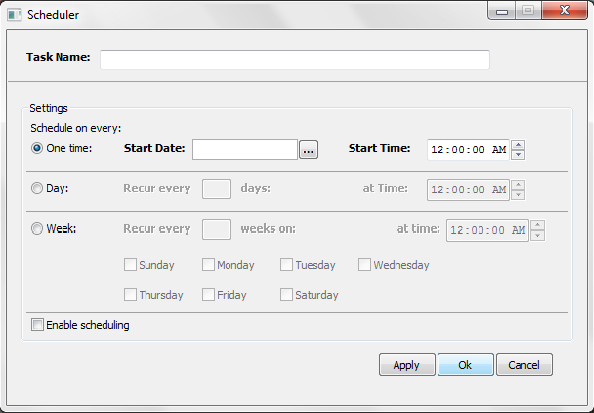 Scheduler
Task Name:
Settings
Schedule on every:
One time: Start Date: ... Start Time: 12:00:00 AM
Day: Recur every days: at Time: 12:00:00 AM
Week: Recur every weeks on: at time: 12:00:00 AM
Sunday Monday Tuesday Wednesday
Thursday Friday Saturday
Enable scheduling
Apply Ok Cancel